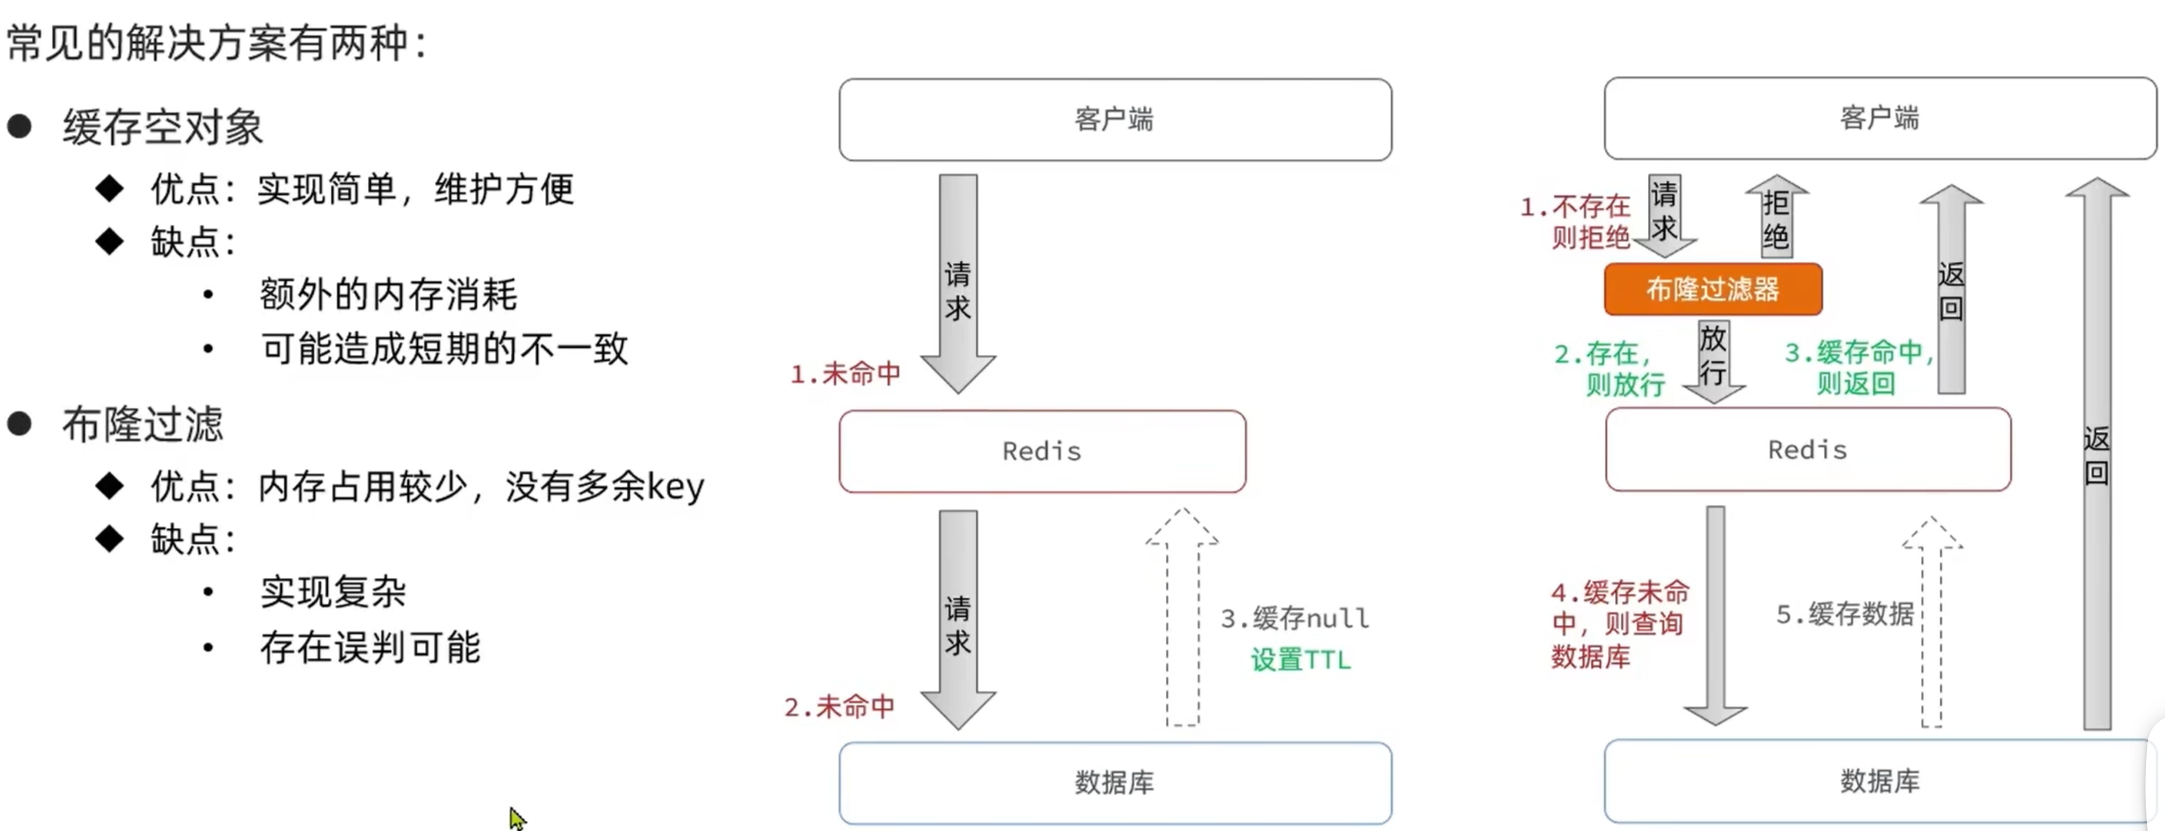 常见的解决方案有两种：
缓存空对象
优点：实现简单，维护方便
缺点：
额外的内存消耗
可能造成短期的不一致
布隆过滤
优点：内存占用较少，没有多余key
缺点：
实现复杂
存在误判可能
客户端
请求
1.未命中
Redis
请求
2.未命中
3.缓存null
设置TTL
数据库
客户端
1.不存在
则拒绝
请求
拒绝
布隆过滤器
2.存在，
则放行
放行
3.缓存命中，
则返回
返回
Redis
返回
4.缓存未命
中，则查询
数据库
5.缓存数据
数据库